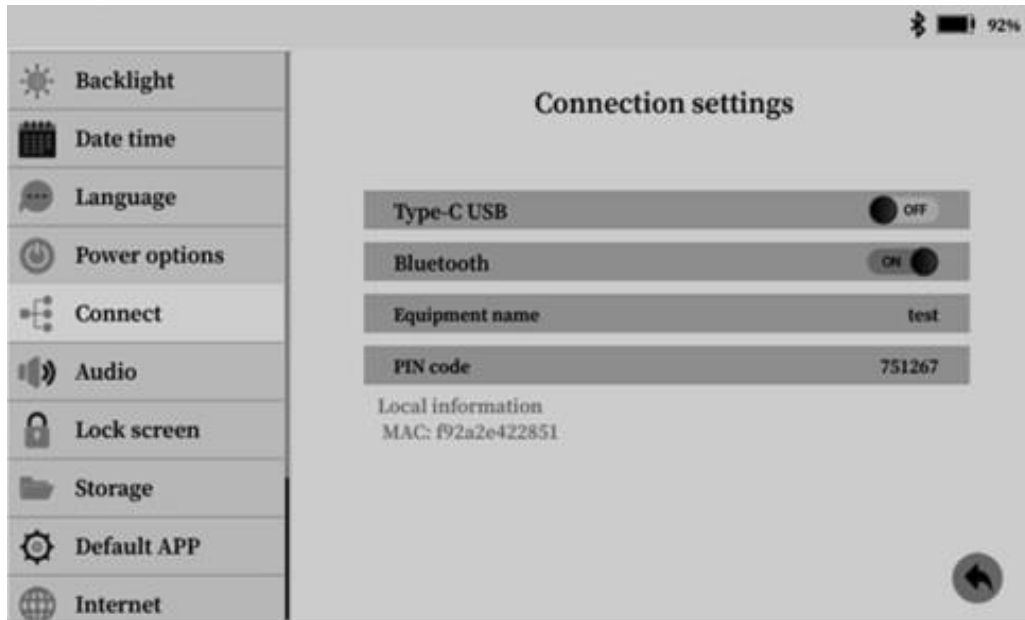 92%
Backlight
Date time
Language
Power options
Connect
Audio
Lock screen
Storage
Default APP
Internet
Connection settings
Type-C USB OFF
Bluetooth ON
Equipment name test
PIN code 751267
Local information
MAC: f92a2e422851